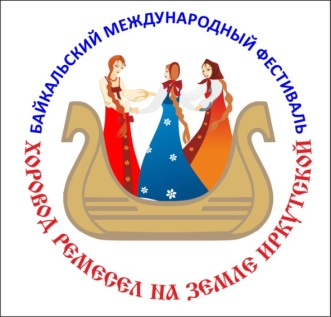 БАЙКАЛЬСКИЙ МЕЖДУНАРОДНЫЙ ФЕСТИВАЛЬ
ХОРОВОД РЕМЕСЕЛ НА ЗЕМЛЕ ИРКУТСКОЙ